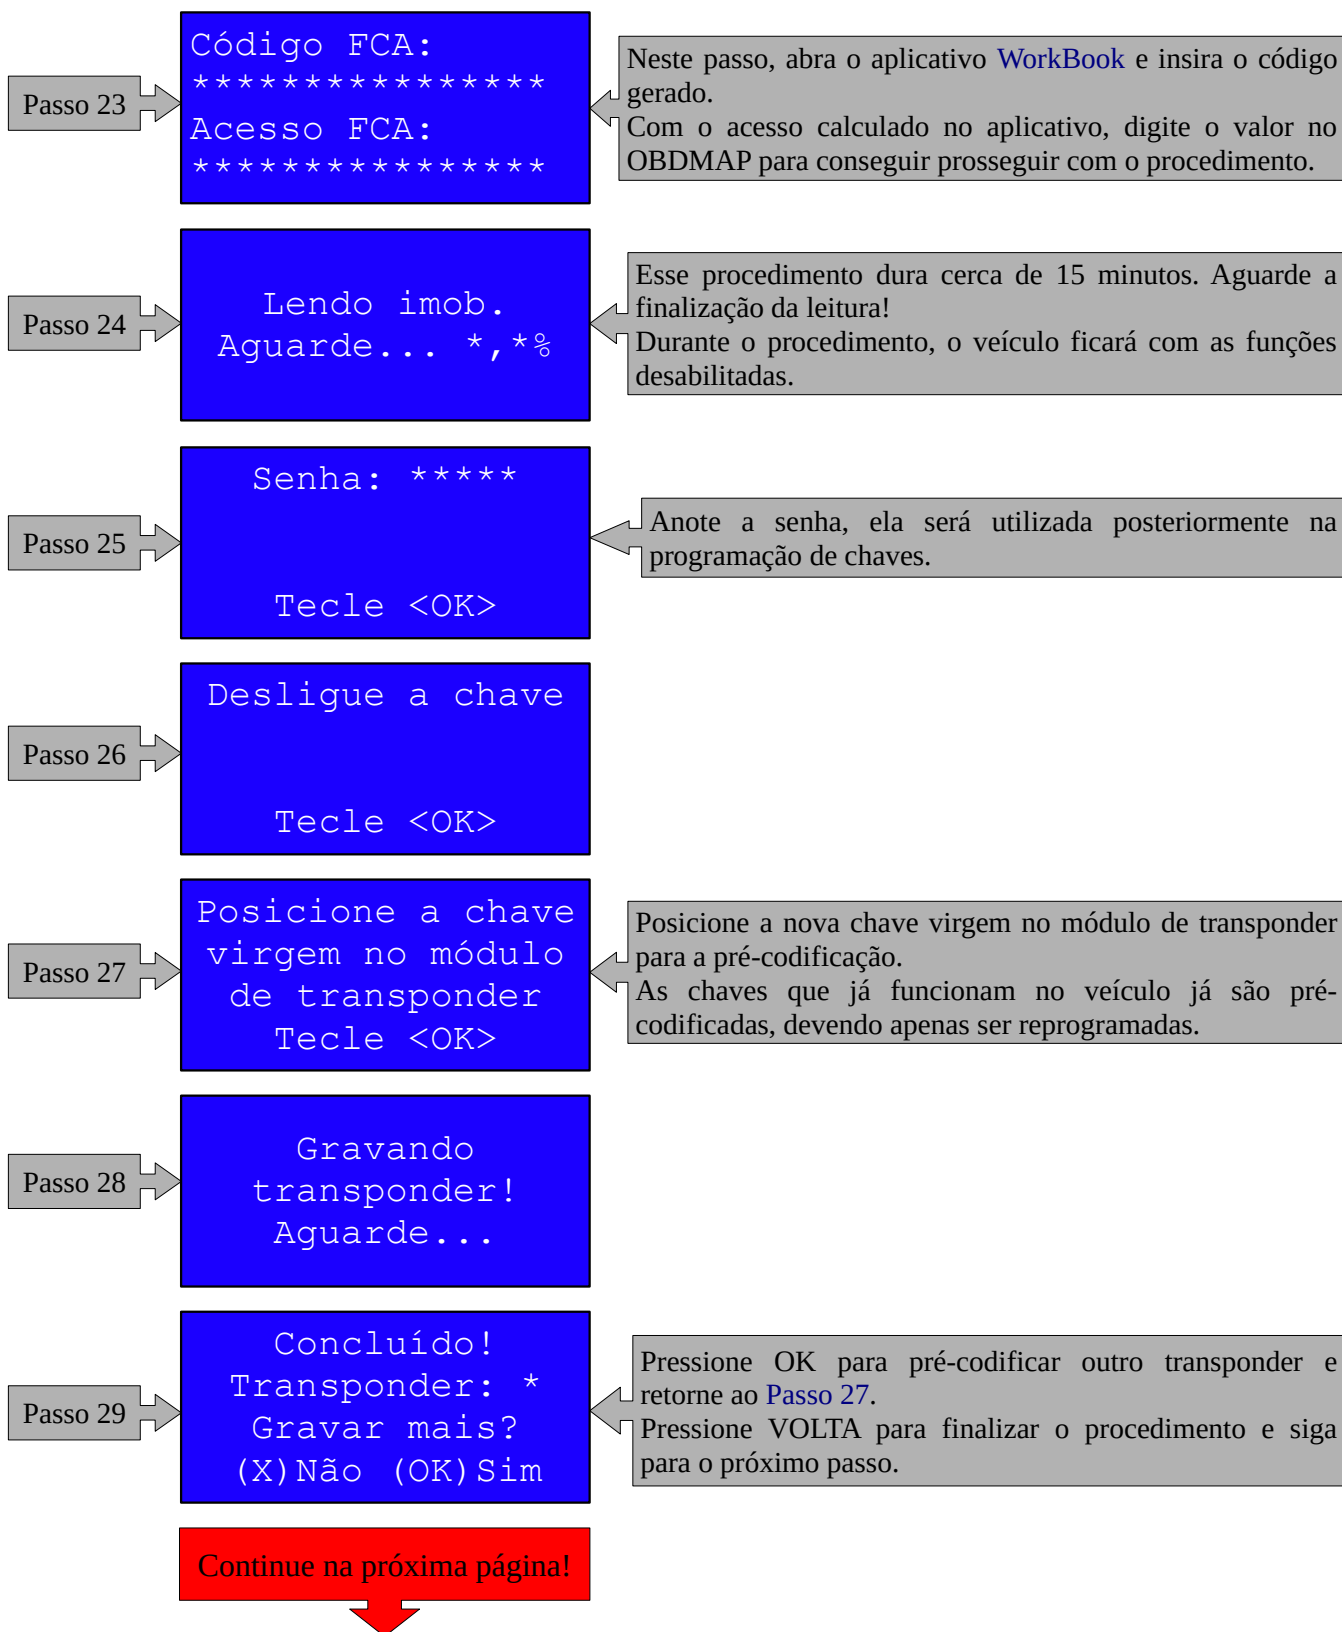 Passo 23
Código FCA:
****************
Acesso FCA:
****************
Neste passo, abra o aplicativo WorkBook e insira o código
gerado.
Com o acesso calculado no aplicativo, digite o valor no
OBDMAP para conseguir prosseguir com o procedimento.
Passo 24
Lendo imob.
Aguarde... *,*%
Esse procedimento dura cerca de 15 minutos. Aguarde a
finalização da leitura!
Durante o procedimento, o veículo ficará com as funções
desabilitadas.
Passo 25
Senha: *****
Tecle <OK>
Anote a senha, ela será utilizada posteriormente na
programação de chaves.
Passo 26
Desligue a chave
Tecle <OK>
Passo 27
Posicione a chave
virgem no módulo
de transponder
Tecle <OK>
Posicione a nova chave virgem no módulo de transponder
para a pré-codificação.
As chaves que já funcionam no veículo já são pré-
codificadas, devendo apenas ser reprogramadas.
Passo 28
Gravando
transponder!
Aguarde...
Passo 29
Concluído!
Transponder: *
Gravar mais?
(X)Não (OK)Sim
Pressione OK para pré-codificar outro transponder e
retorne ao Passo 27.
Pressione VOLTA para finalizar o procedimento e siga
para o próximo passo.
Continue na próxima página!